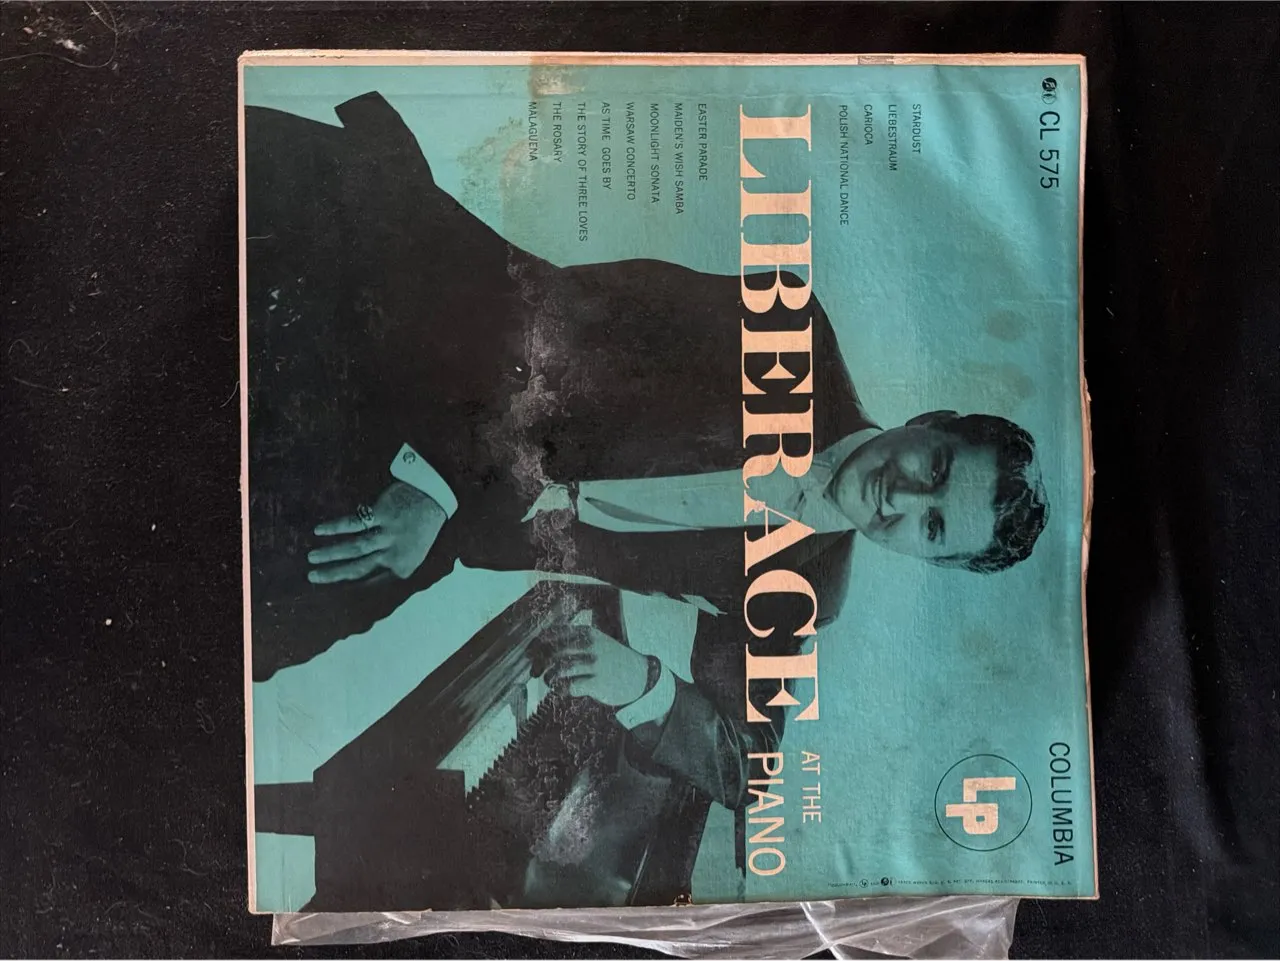 CL 575
COLUMBIA
Lp
STARDUST
LIEBESTRAUM
CARIOCA
POLISH NATIONAL DANCE
LIBERACE AT THE PIANO
EASTER PARADE
MAIDEN'S WISH SAMBA
MOONLIGHT SONATA
WARSAW CONCERTO
AS TIME GOES BY
THE STORY OF THREE LOVES
THE ROSARY
MALAGUENA